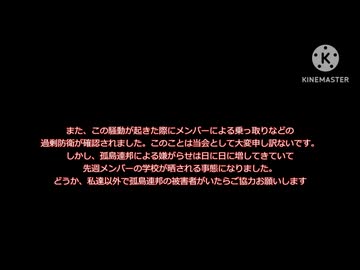 KINEMASTER
また、この騒動が起きた際にメンバーによる乗っ取りなどの
過剰防衛が確認されました。このことは当会として大変申し訳ないです。
しかし、孤島連邦による嫌がらせは日に日に増してきていて
先週メンバーの学校が晒される事態になりました。
どうか、私達以外で孤島連邦の被害者がいたらご協力お願いします